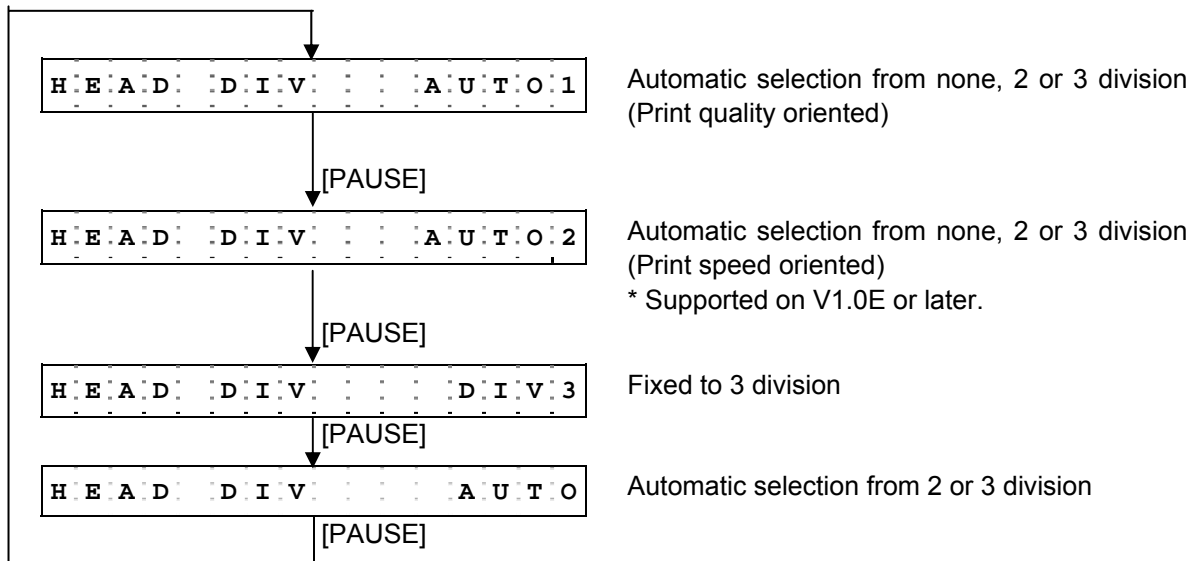 HEAD DIV AUTO1
Automatic selection from none, 2 or 3 division
(Print quality oriented)
[PAUSE]
HEAD DIV AUTO2
Automatic selection from none, 2 or 3 division
(Print speed oriented)
* Supported on V1.0E or later.
[PAUSE]
HEAD DIV DIV3
Fixed to 3 division
[PAUSE]
HEAD DIV AUTO
Automatic selection from 2 or 3 division
[PAUSE]